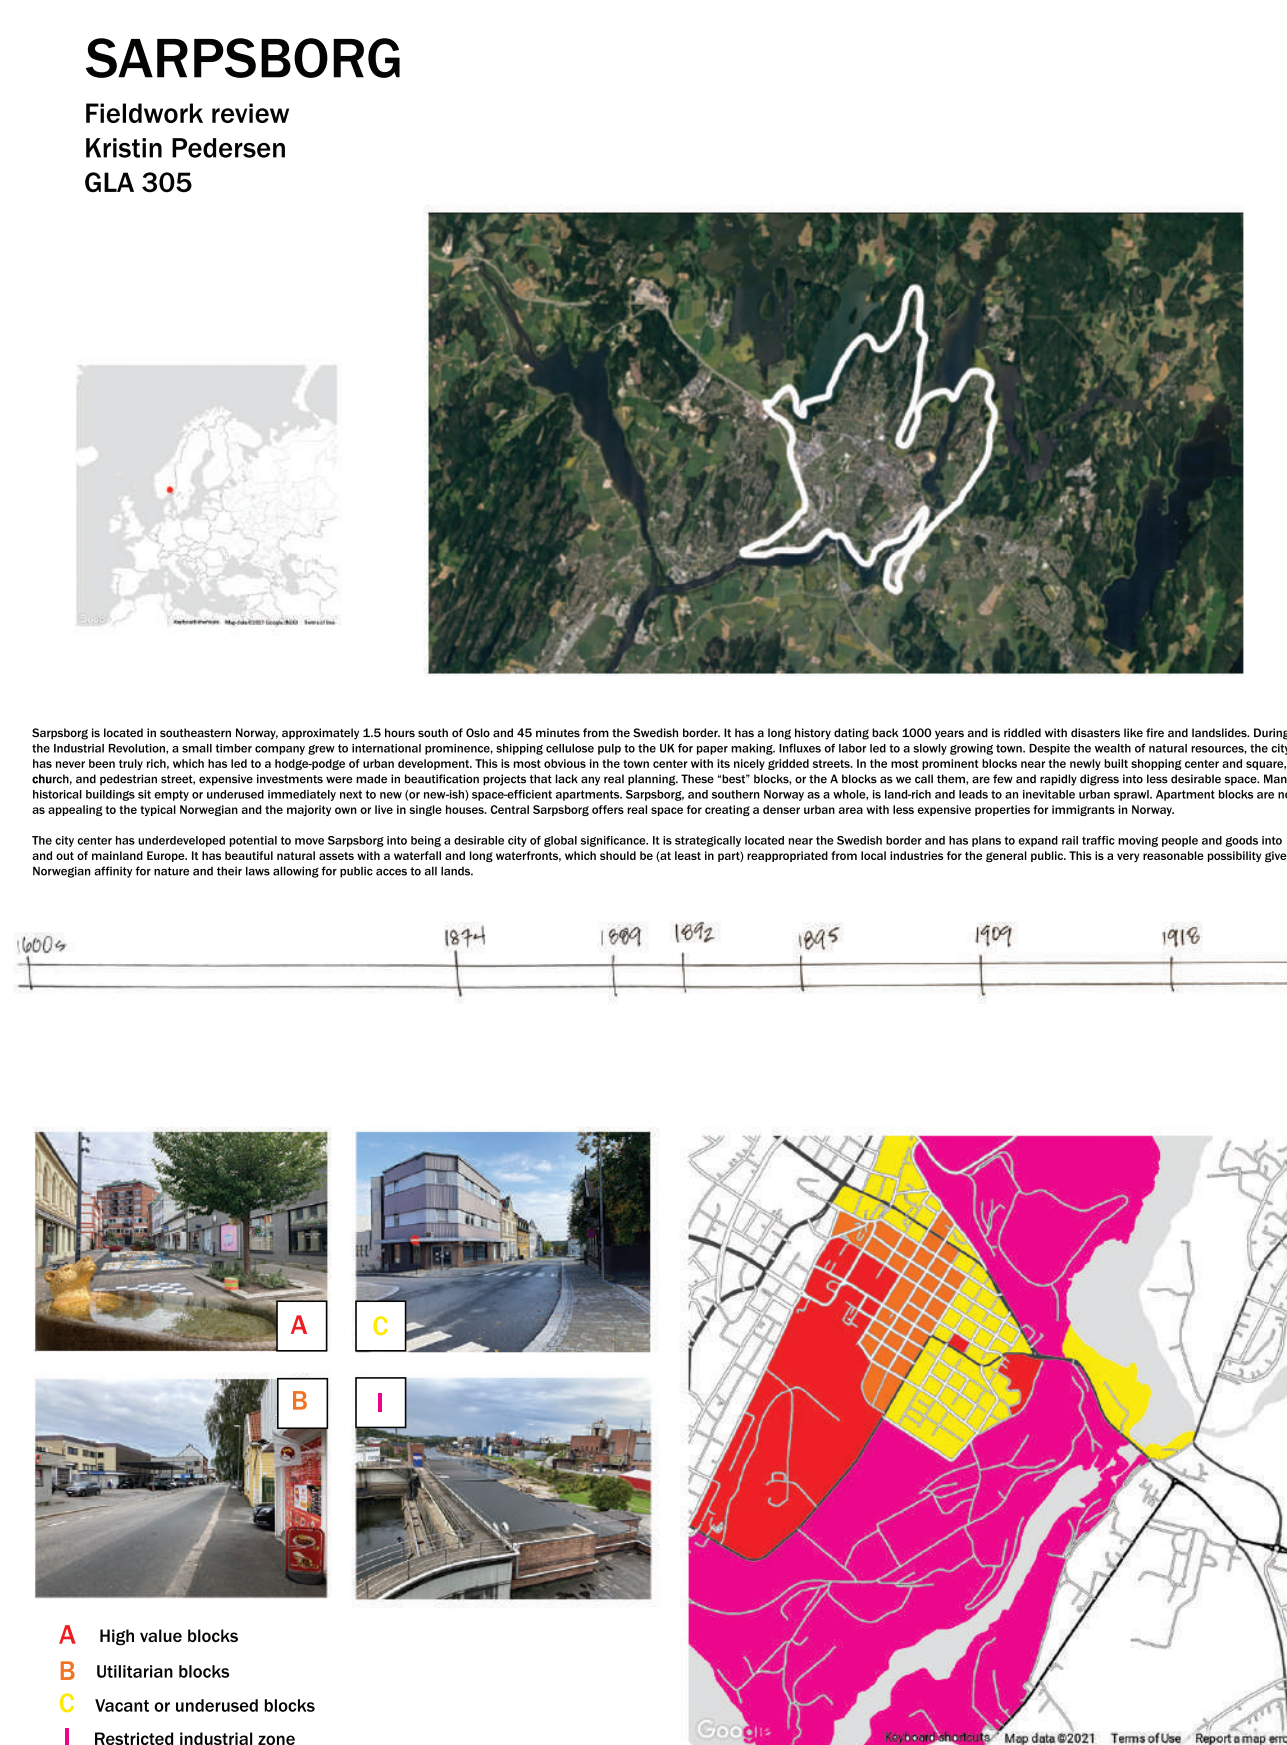 SARPSBORG
Fieldwork review
Kristin Pedersen
GLA 305
Keyboard shortcuts Map data ©2021 Google, INEGI Terms of Use
Sarpsborg is located in southeastern Norway, approximately 1.5 hours south of Oslo and 45 minutes from the Swedish border. It has a long history dating back 1000 years and is riddled with disasters like fire and landslides. During
the Industrial Revolution, a small timber company grew to international prominence, shipping cellulose pulp to the UK for paper making. Influxes of labor led to a slowly growing town. Despite the wealth of natural resources, the city
has never been truly rich, which has led to a hodge-podge of urban development. This is most obvious in the town center with its nicely gridded streets. In the most prominent blocks near the newly built shopping center and square,
church, and pedestrian street, expensive investments were made in beautification projects that lack any real planning. These “best” blocks, or the A blocks as we call them, are few and rapidly digress into less desirable space. Man
historical buildings sit empty or underused immediately next to new (or new-ish) space-efficient apartments. Sarpsborg, and southern Norway as a whole, is land-rich and leads to an inevitable urban sprawl. Apartment blocks are no
as appealing to the typical Norwegian and the majority own or live in single houses. Central Sarpsborg offers real space for creating a denser urban area with less expensive properties for immigrants in Norway.
The city center has underdeveloped potential to move Sarpsborg into being a desirable city of global significance. It is strategically located near the Swedish border and has plans to expand rail traffic moving people and goods into
and out of mainland Europe. It has beautiful natural assets with a waterfall and long waterfronts, which should be (at least in part) reappropriated from local industries for the general public. This is a very reasonable possibility give
Norwegian affinity for nature and their laws allowing for public acces to all lands.
1600s 1874 1889 1892 1895 1909 1918
A
C
B
I
A High value blocks
B Utilitarian blocks
C Vacant or underused blocks
I Restricted industrial zone
Google
Keyboard shortcuts Map data ©2021 Terms of Use Report a map erro